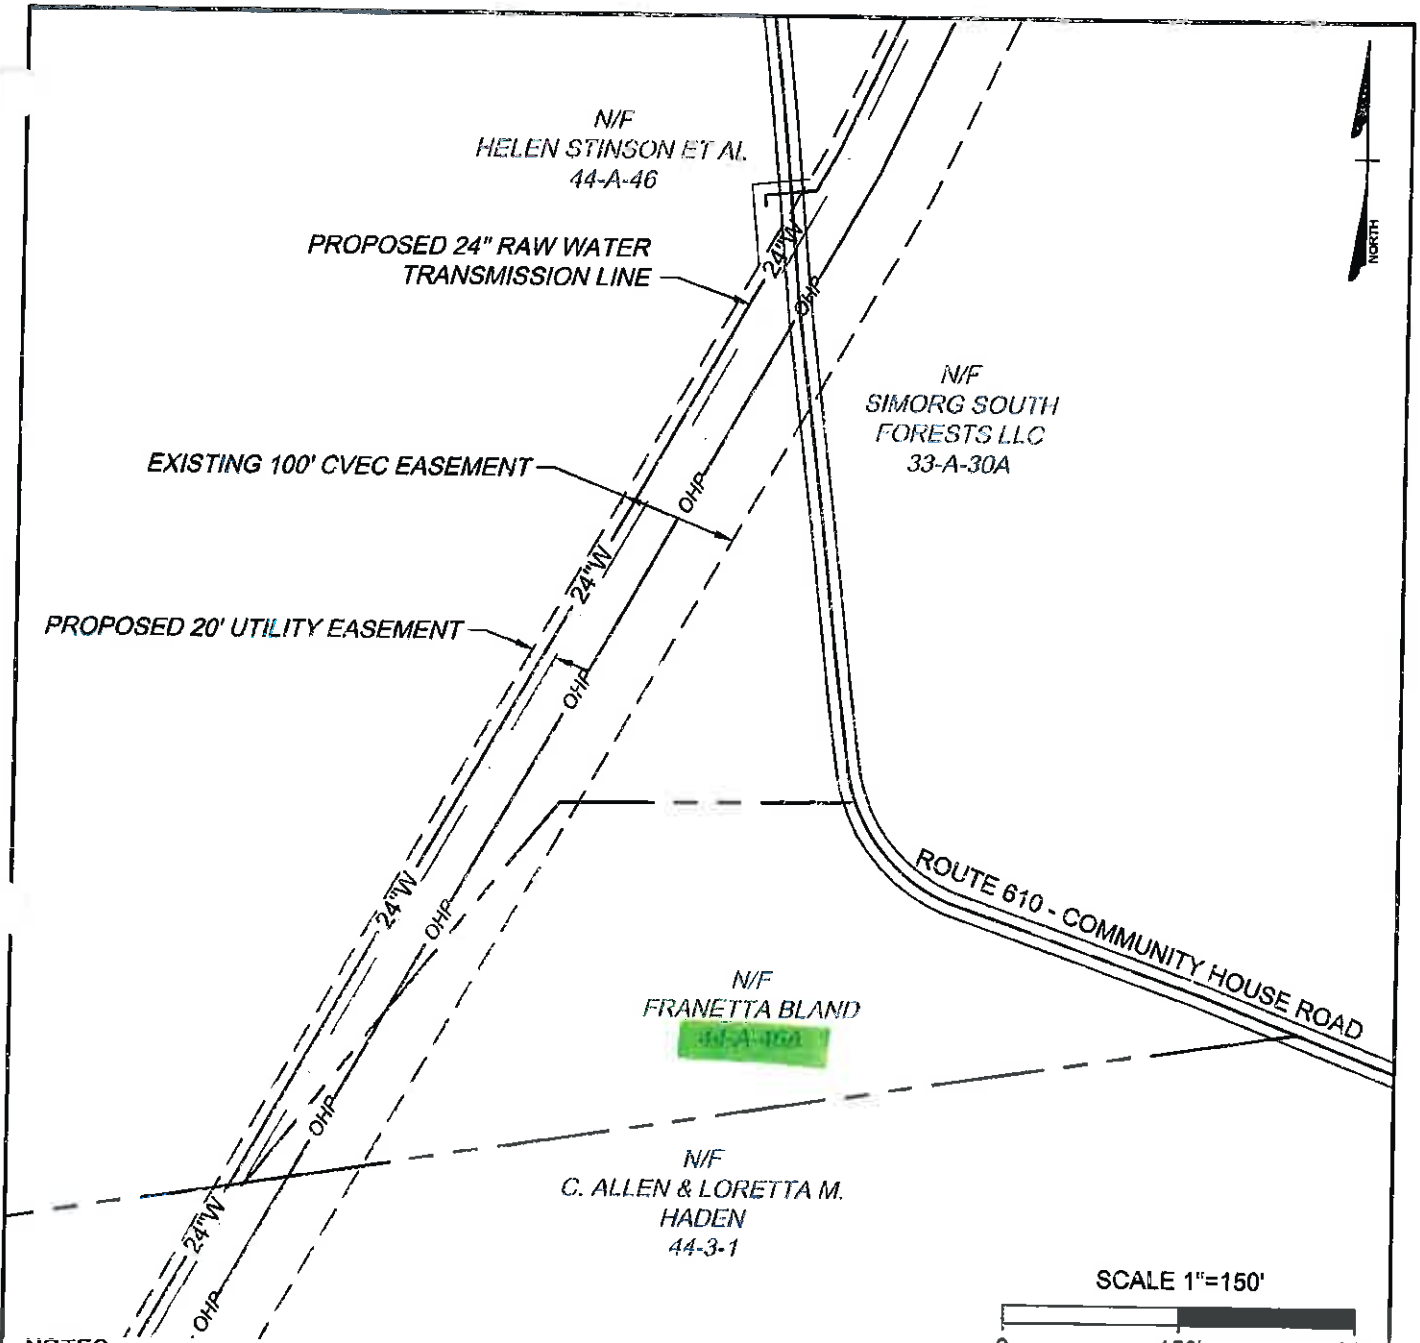 N/F
HELEN STINSON ET AL
44-A-46
NORTH
PROPOSED 24" RAW WATER
TRANSMISSION LINE
24"W
OHP
N/F
SIMORG SOUTH
FORESTS LLC
33-A-30A
EXISTING 100' CVEC EASEMENT
OHP
24"W
PROPOSED 20' UTILITY EASEMENT
OHP
24"W
OHP
ROUTE 610 - COMMUNITY HOUSE ROAD
N/F
FRANETTA BLAND
44-A-46A
OHP
N/F
C. ALLEN & LORETTA M.
HADEN
44-3-1
24"W
OHP
SCALE 1"=150'